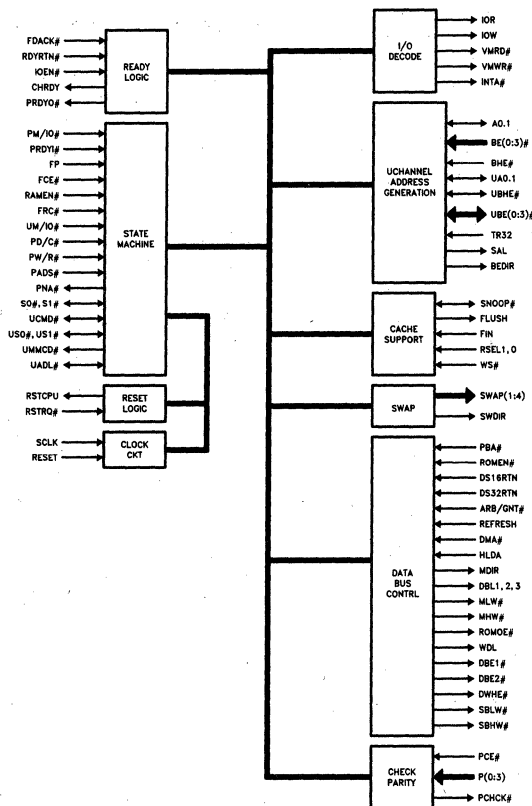 FDACK#
RDYRTN#
IOEN#
CHRDY
PRDYO#
READY
LOGIC
PM/IO#
PRDYI#
FP
FCE#
RAMEN#
FRC#
UM/IO#
PD/C#
PW/R#
PADS#
PNA#
S0#,S1#
UCMD#
US0#,US1#
UMMCD#
UADL#
STATE
MACHINE
RSTCPU
RSTRQ#
RESET
LOGIC
SCLK
RESET
CLOCK
CKT
I/O
DECODE
IOR
IOW
VMRD#
VMWR#
INTA#
UCHANNEL
ADDRESS
GENERATION
A0.1
BE(0:3)#
BHE#
UA0.1
UBHE#
UBE(0:3)#
TR32
SAL
BEDIR
CACHE
SUPPORT
SNOOP#
FLUSH
FIN
RSEL1,0
WS#
SWAP
SWAP(1:4)
SWDIR
DATA
BUS
CONTRL
PBA#
ROMEN#
DS16RTN
DS32RTN
ARB/GNT#
REFRESH
DMA#
HLDA
MDIR
DBL1,2,3
MLW#
MHW#
ROMOE#
WDL
DBE1#
DBE2#
DWHE#
SBLW#
SBHW#
CHECK
PARITY
PCE#
P(0:3)
PCHCK#